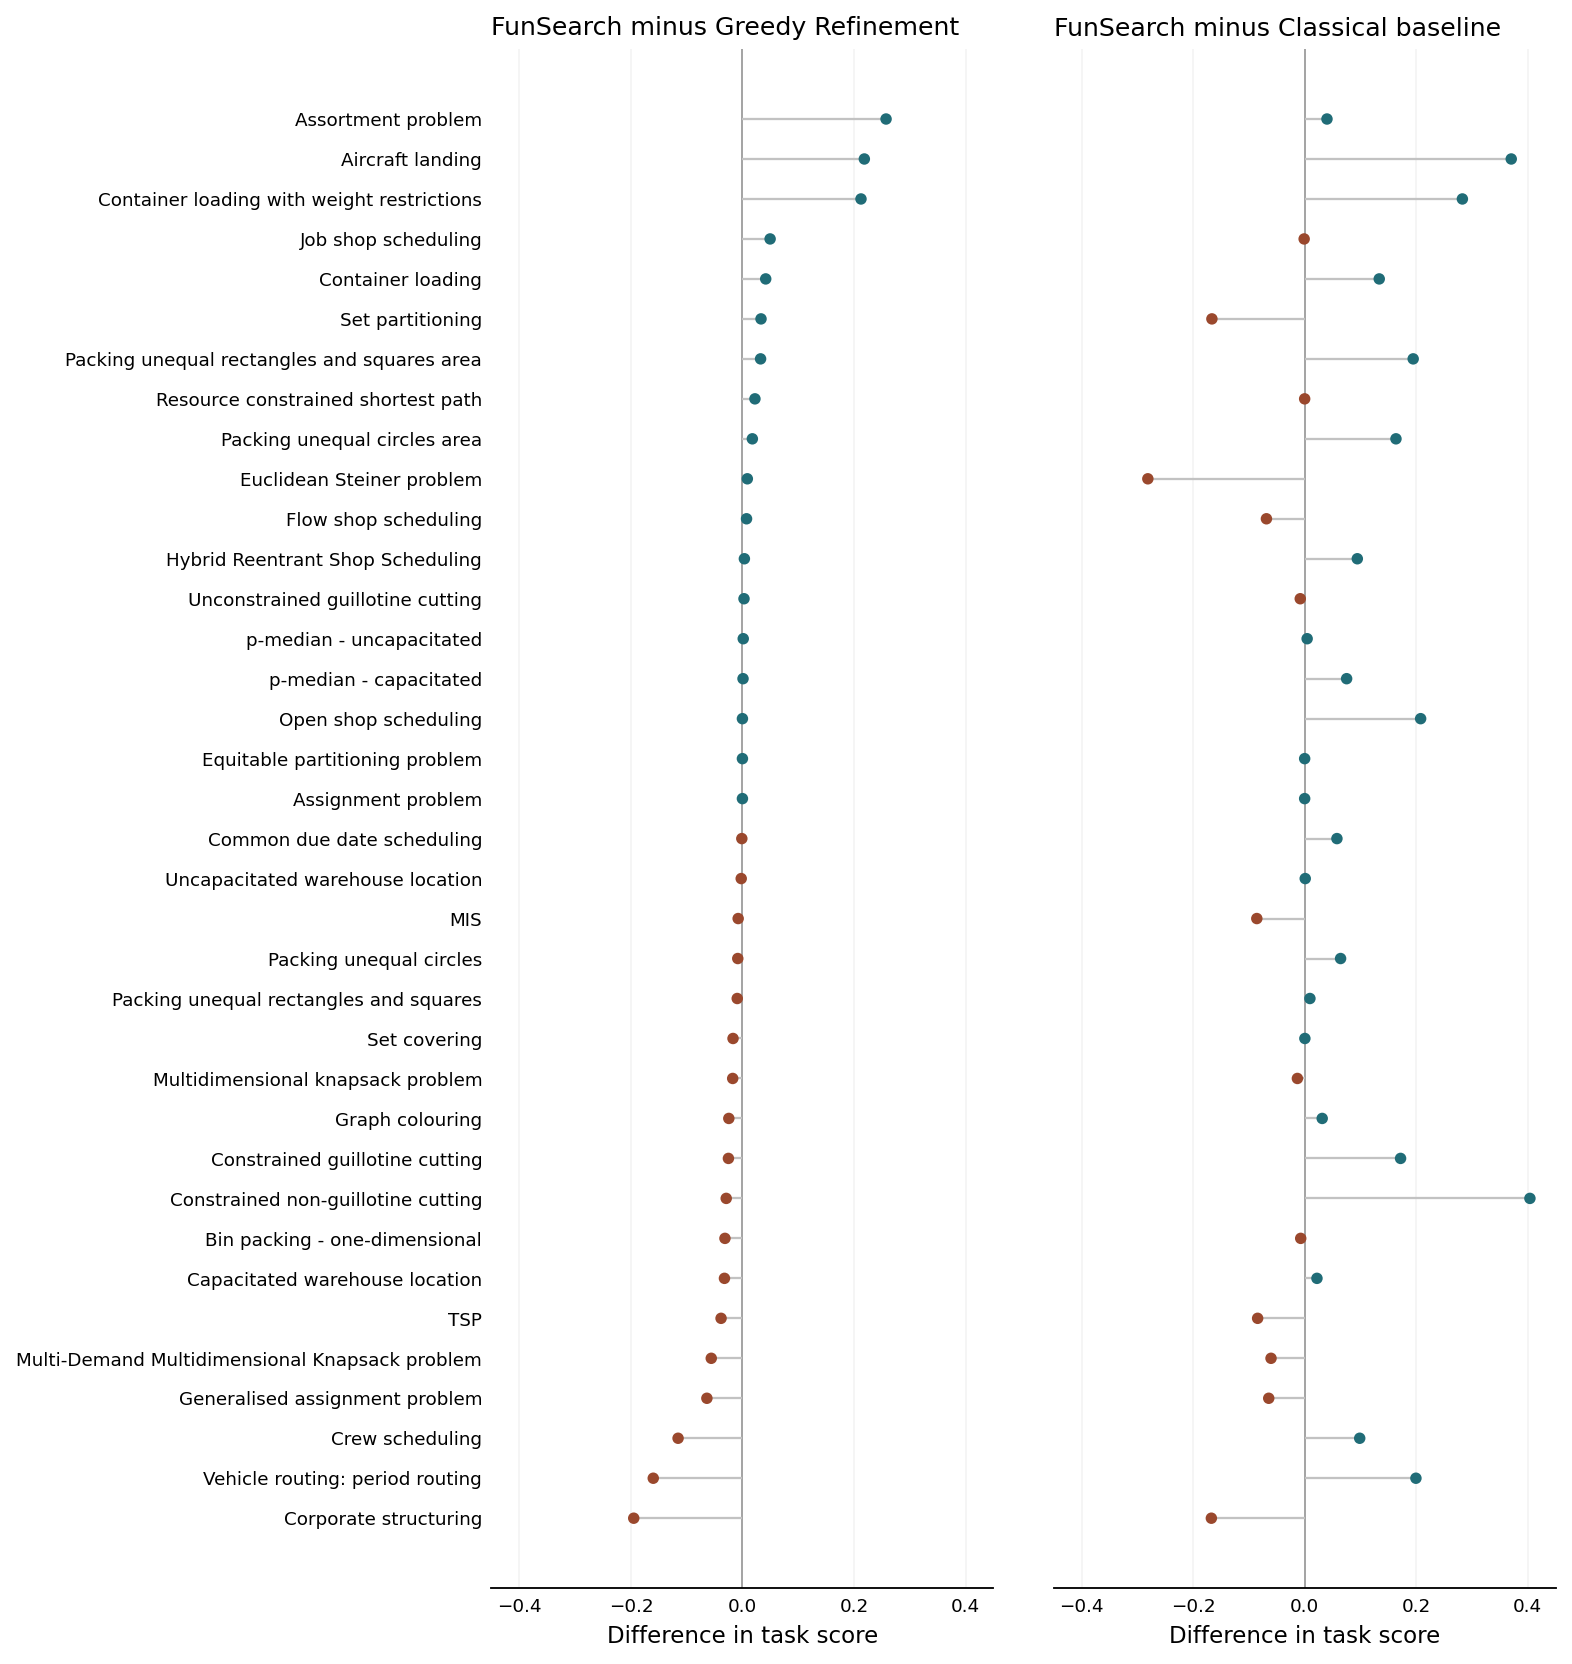 FunSearch minus Greedy Refinement
FunSearch minus Classical baseline
Assortment problem
Aircraft landing
Container loading with weight restrictions
Job shop scheduling
Container loading
Set partitioning
Packing unequal rectangles and squares area
Resource constrained shortest path
Packing unequal circles area
Euclidean Steiner problem
Flow shop scheduling
Hybrid Reentrant Shop Scheduling
Unconstrained guillotine cutting
p-median - uncapacitated
p-median - capacitated
Open shop scheduling
Equitable partitioning problem
Assignment problem
Common due date scheduling
Uncapacitated warehouse location
MIS
Packing unequal circles
Packing unequal rectangles and squares
Set covering
Multidimensional knapsack problem
Graph colouring
Constrained guillotine cutting
Constrained non-guillotine cutting
Bin packing - one-dimensional
Capacitated warehouse location
TSP
Multi-Demand Multidimensional Knapsack problem
Generalised assignment problem
Crew scheduling
Vehicle routing: period routing
Corporate structuring
−0.4 −0.2 0.0 0.2 0.4
−0.4 −0.2 0.0 0.2 0.4
Difference in task score
Difference in task score